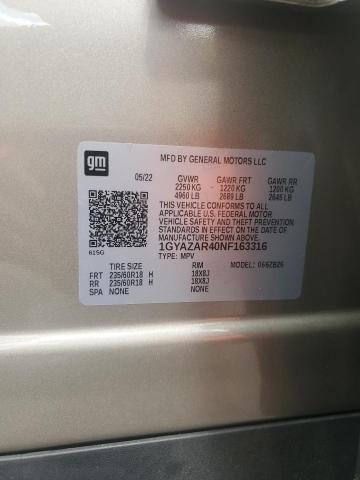 gm
MFD BY GENERAL MOTORS LLC
05/22
GVWR GAWR FRT GAWR RR
2250 KG 1220 KG 1200 KG
4960 LB 2689 LB 2645 LB
THIS VEHICLE CONFORMS TO ALL
APPLICABLE U.S. FEDERAL MOTOR
VEHICLE SAFETY, BUMPER, AND THEFT
PREVENTION STANDARDS IN EFFECT
ON THE DATE OF MANUFACTURE
SHOWN ABOVE.
1GYAZAR40NF163316
TYPE: MPV
615G
TIRE SIZE RIM MODEL: 066ZB26
FRT 235/60R18 H 18X8J
RR 235/60R18 H 18X8J
SPA NONE NONE